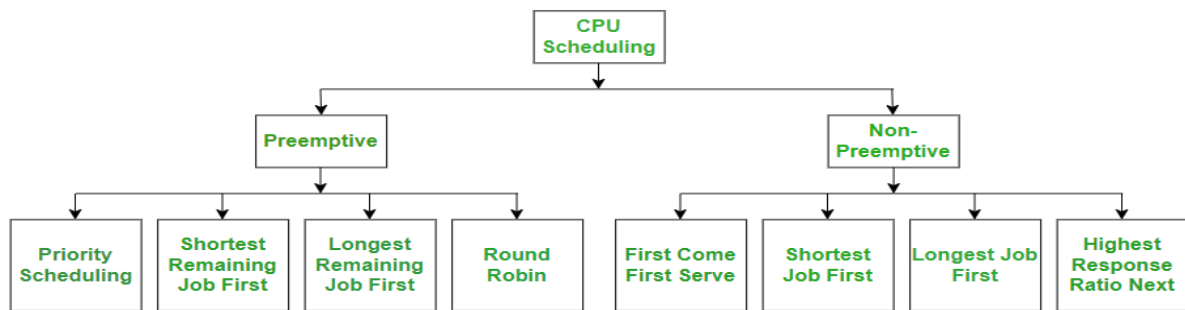 CPU
Scheduling
Preemptive
Non-
Preemptive
Priority
Scheduling
Shortest
Remaining
Job First
Longest
Remaining
Job First
Round
Robin
First Come
First Serve
Shortest
Job First
Longest Job
First
Highest
Response
Ratio Next